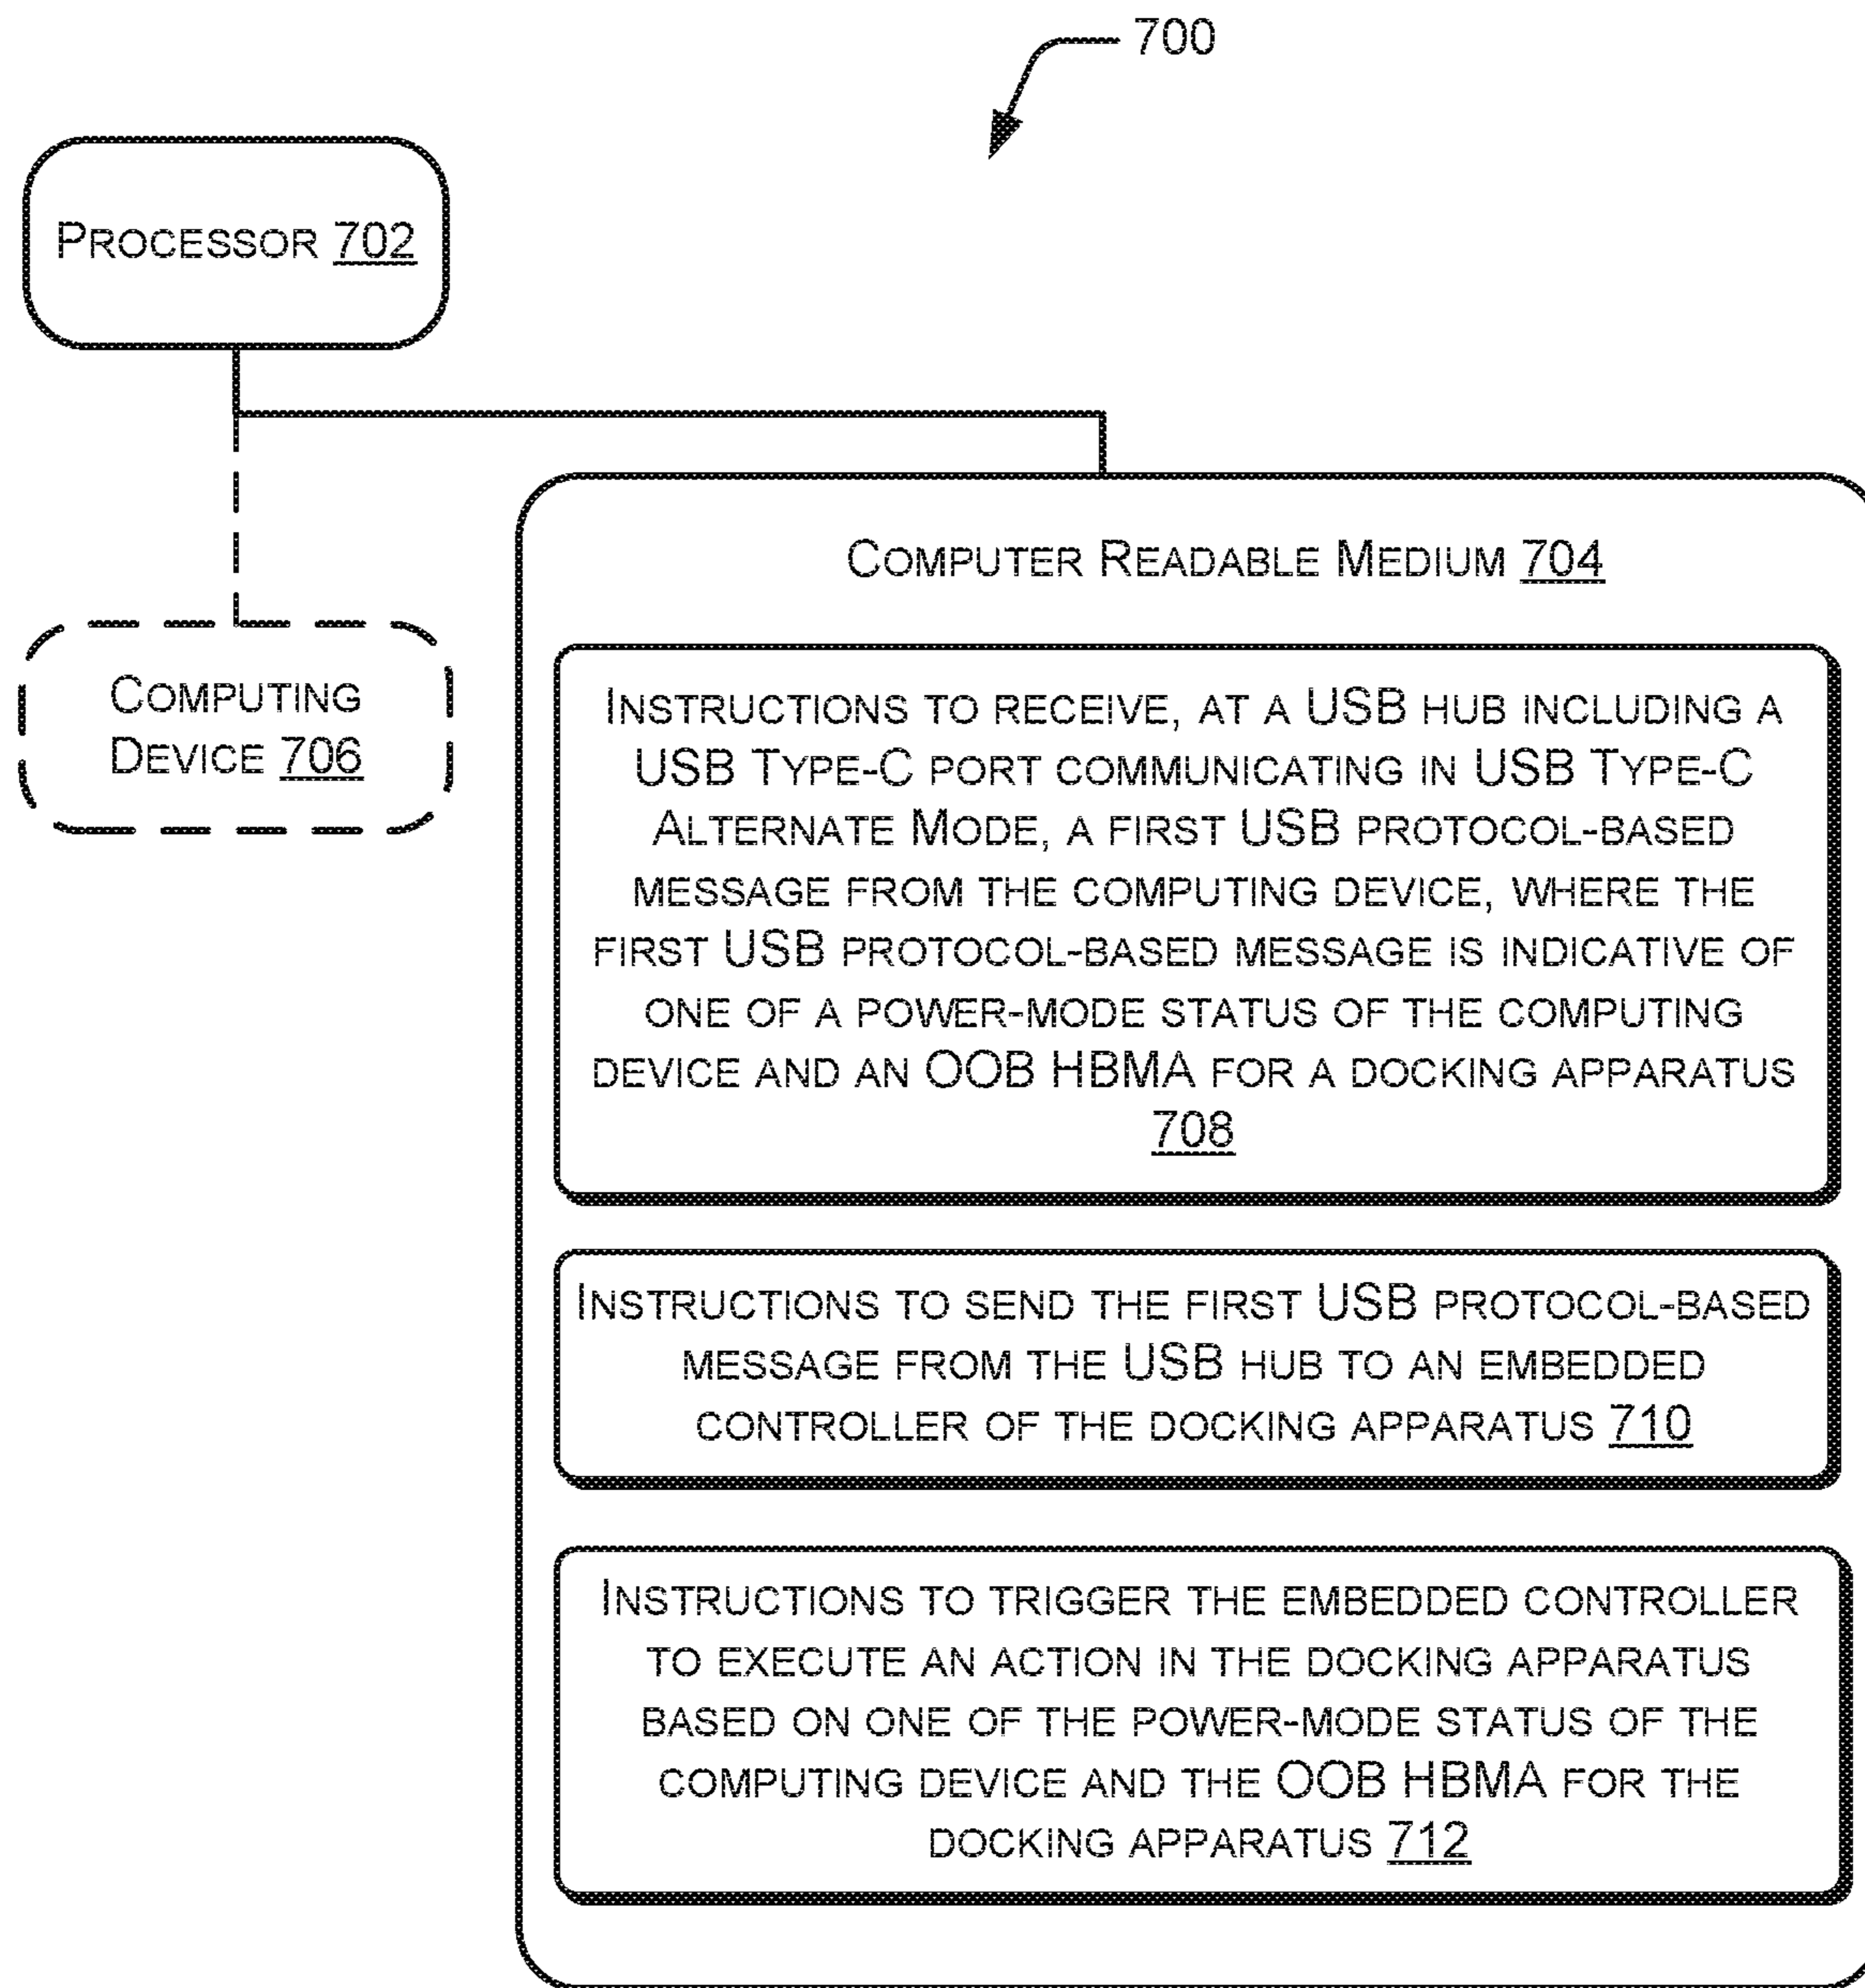 700
PROCESSOR 702
COMPUTING
DEVICE 706
COMPUTER READABLE MEDIUM 704
INSTRUCTIONS TO RECEIVE, AT A USB HUB INCLUDING A
USB TYPE-C PORT COMMUNICATING IN USB TYPE-C
ALTERNATE MODE, A FIRST USB PROTOCOL-BASED
MESSAGE FROM THE COMPUTING DEVICE, WHERE THE
FIRST USB PROTOCOL-BASED MESSAGE IS INDICATIVE OF
ONE OF A POWER-MODE STATUS OF THE COMPUTING
DEVICE AND AN OOB HBMA FOR A DOCKING APPARATUS
708
INSTRUCTIONS TO SEND THE FIRST USB PROTOCOL-BASED
MESSAGE FROM THE USB HUB TO AN EMBEDDED
CONTROLLER OF THE DOCKING APPARATUS 710
INSTRUCTIONS TO TRIGGER THE EMBEDDED CONTROLLER
TO EXECUTE AN ACTION IN THE DOCKING APPARATUS
BASED ON ONE OF THE POWER-MODE STATUS OF THE
COMPUTING DEVICE AND THE OOB HBMA FOR THE
DOCKING APPARATUS 712